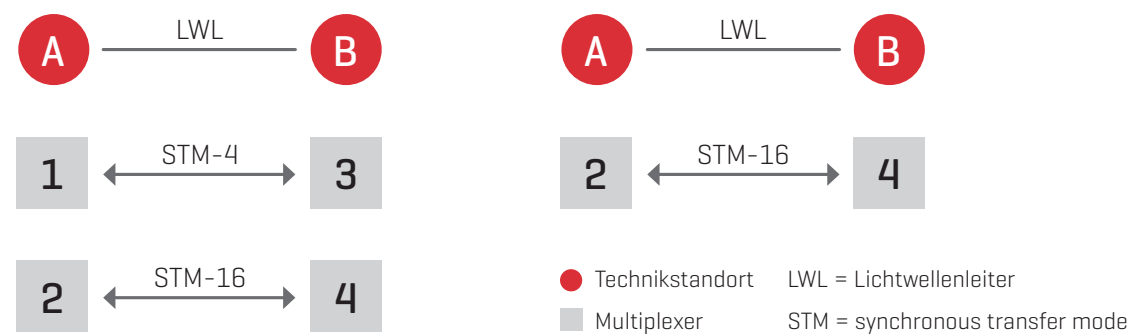 A LWL B
1 STM-4 3
2 STM-16 4
A LWL B
2 STM-16 4
Technikstandort LWL = Lichtwellenleiter
Multiplexer STM = synchronous transfer mode